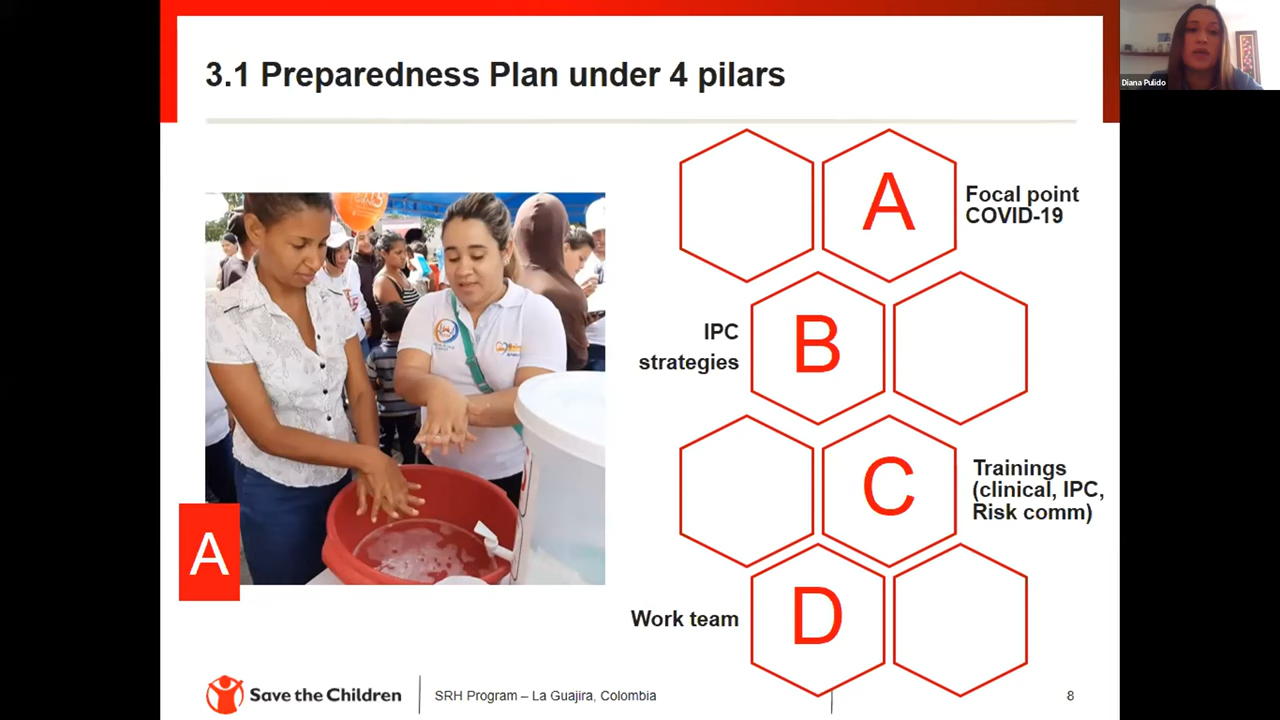 3.1 Preparedness Plan under 4 pilars
Diana Pulido
A
Focal point
COVID-19
IPC
strategies
B
C
Trainings
(clinical, IPC,
Risk comm)
A
Work team
D
Save the Children
SRH Program – La Guajira, Colombia
8